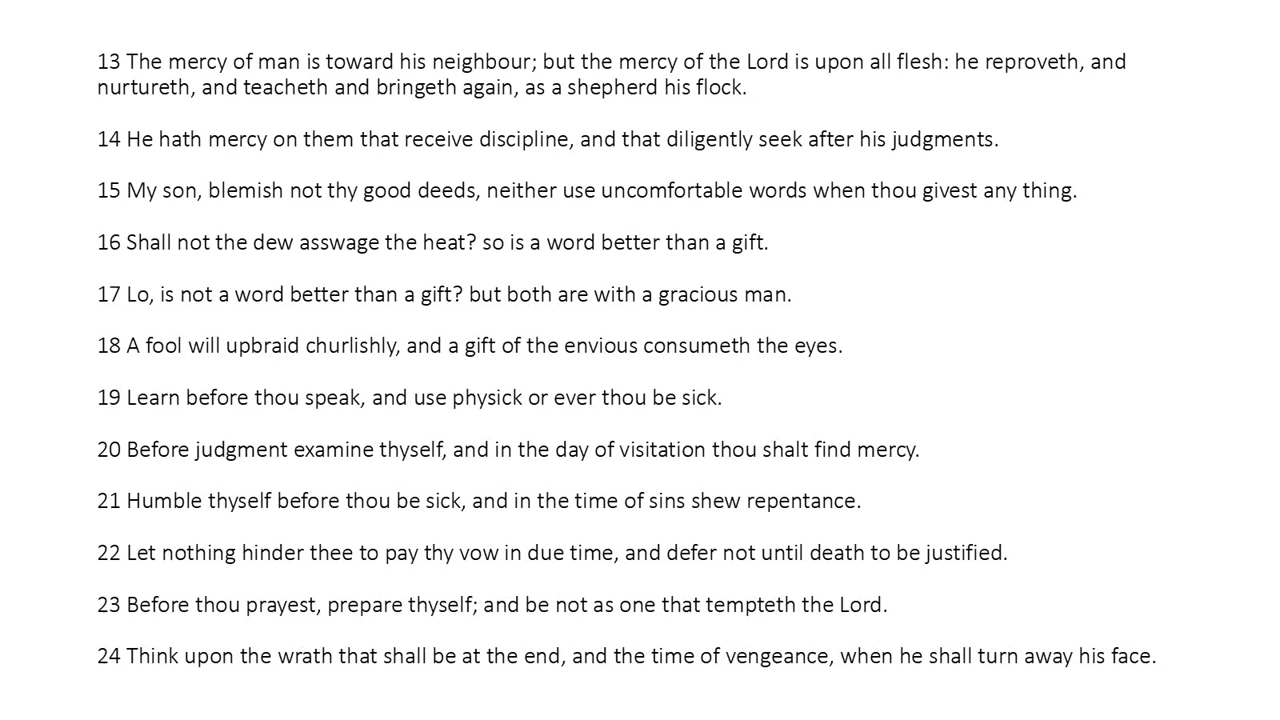 13 The mercy of man is toward his neighbour; but the mercy of the Lord is upon all flesh: he reproveth, and
nurtureth, and teacheth and bringeth again, as a shepherd his flock.
14 He hath mercy on them that receive discipline, and that diligently seek after his judgments.
15 My son, blemish not thy good deeds, neither use uncomfortable words when thou givest any thing.
16 Shall not the dew asswage the heat? so is a word better than a gift.
17 Lo, is not a word better than a gift? but both are with a gracious man.
18 A fool will upbraid churlishly, and a gift of the envious consumeth the eyes.
19 Learn before thou speak, and use physick or ever thou be sick.
20 Before judgment examine thyself, and in the day of visitation thou shalt find mercy.
21 Humble thyself before thou be sick, and in the time of sins shew repentance.
22 Let nothing hinder thee to pay thy vow in due time, and defer not until death to be justified.
23 Before thou prayest, prepare thyself; and be not as one that tempteth the Lord.
24 Think upon the wrath that shall be at the end, and the time of vengeance, when he shall turn away his face.